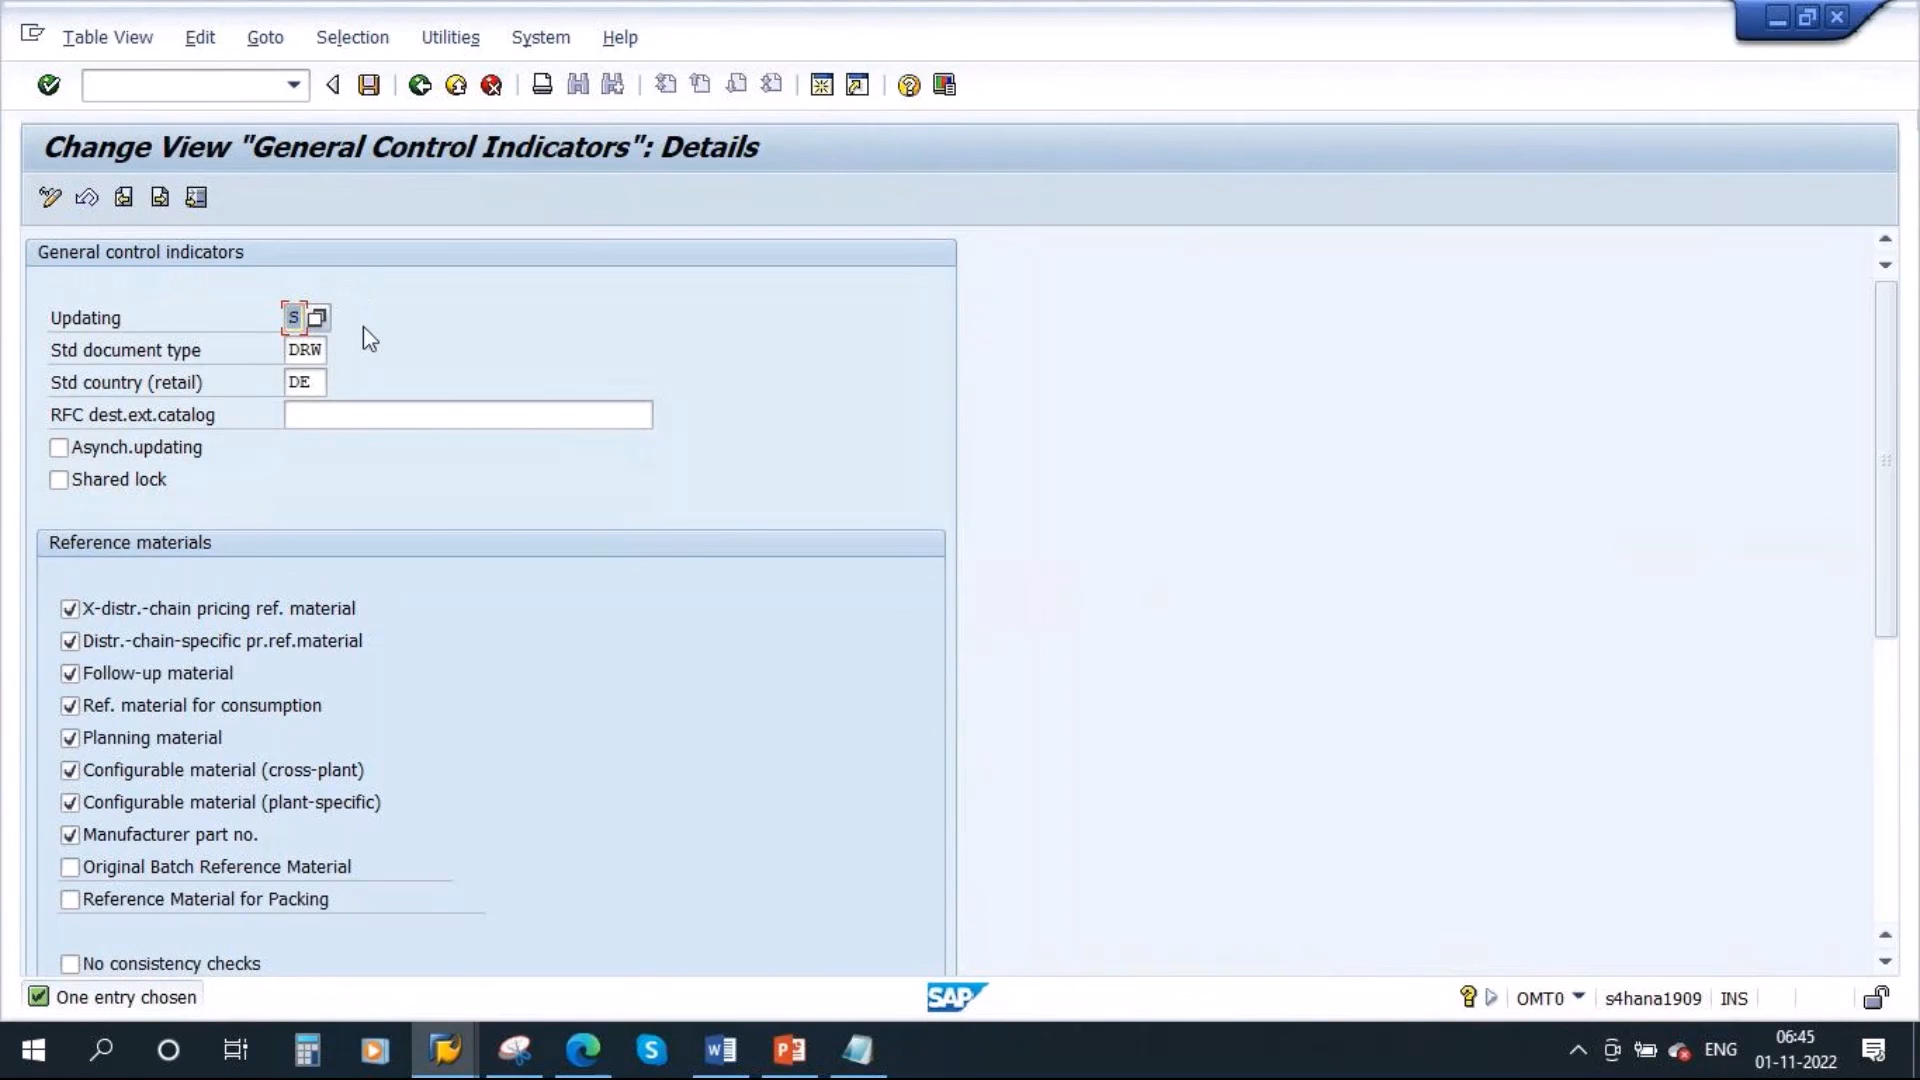 Table View Edit Goto Selection Utilities System Help
Change View "General Control Indicators": Details
General control indicators
Updating S
Std document type DRW
Std country (retail) DE
RFC dest.ext.catalog
Asynch.updating
Shared lock
Reference materials
X-distr.-chain pricing ref. material
Distr.-chain-specific pr.ref.material
Follow-up material
Ref. material for consumption
Planning material
Configurable material (cross-plant)
Configurable material (plant-specific)
Manufacturer part no.
Original Batch Reference Material
Reference Material for Packing
No consistency checks
One entry chosen SAP OMT0 s4hana1909 INS
ENG 06:45
01-11-2022